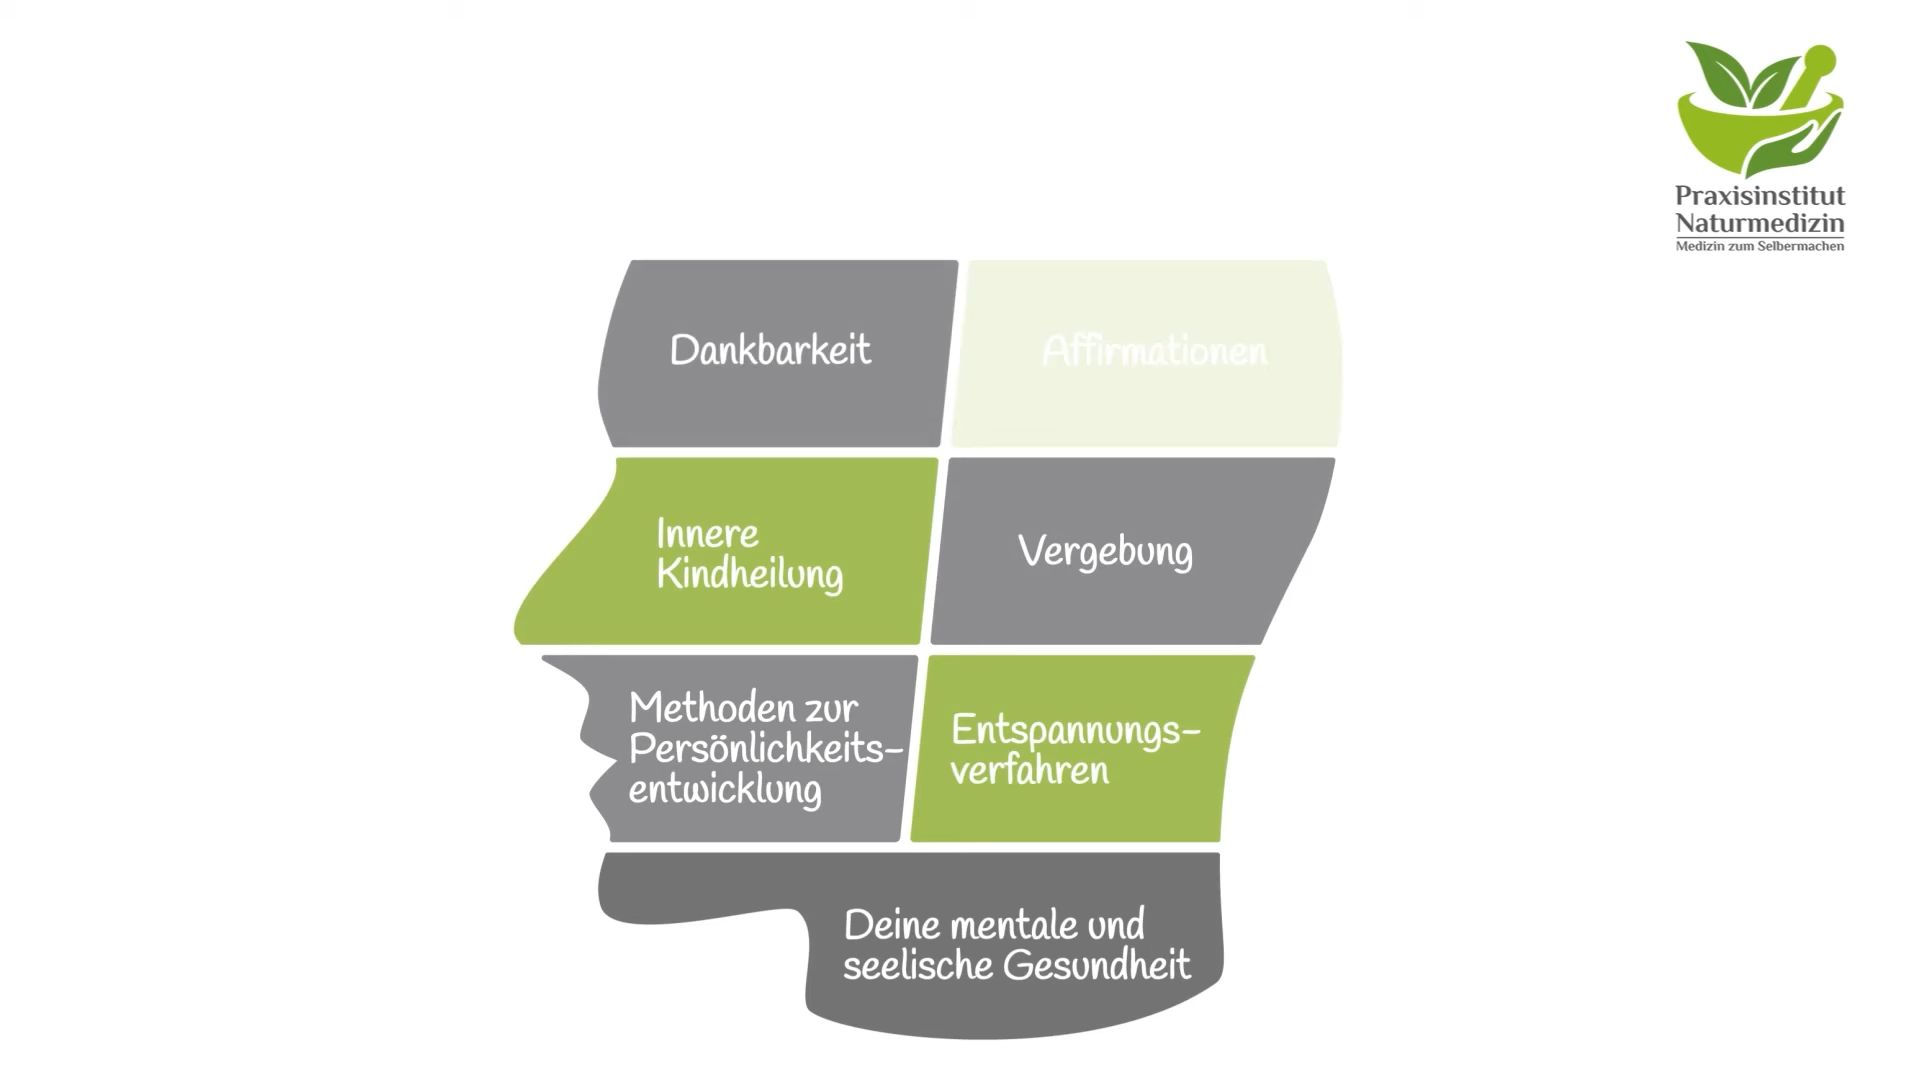 Praxisinstitut
Naturmedizin
Medizin zum Selbermachen
Dankbarkeit
Affirmationen
Innere
Kindheilung
Vergebung
Methoden zur
Persönlichkeits-
entwicklung
Entspannungs-
verfahren
Deine mentale und
seelische Gesundheit